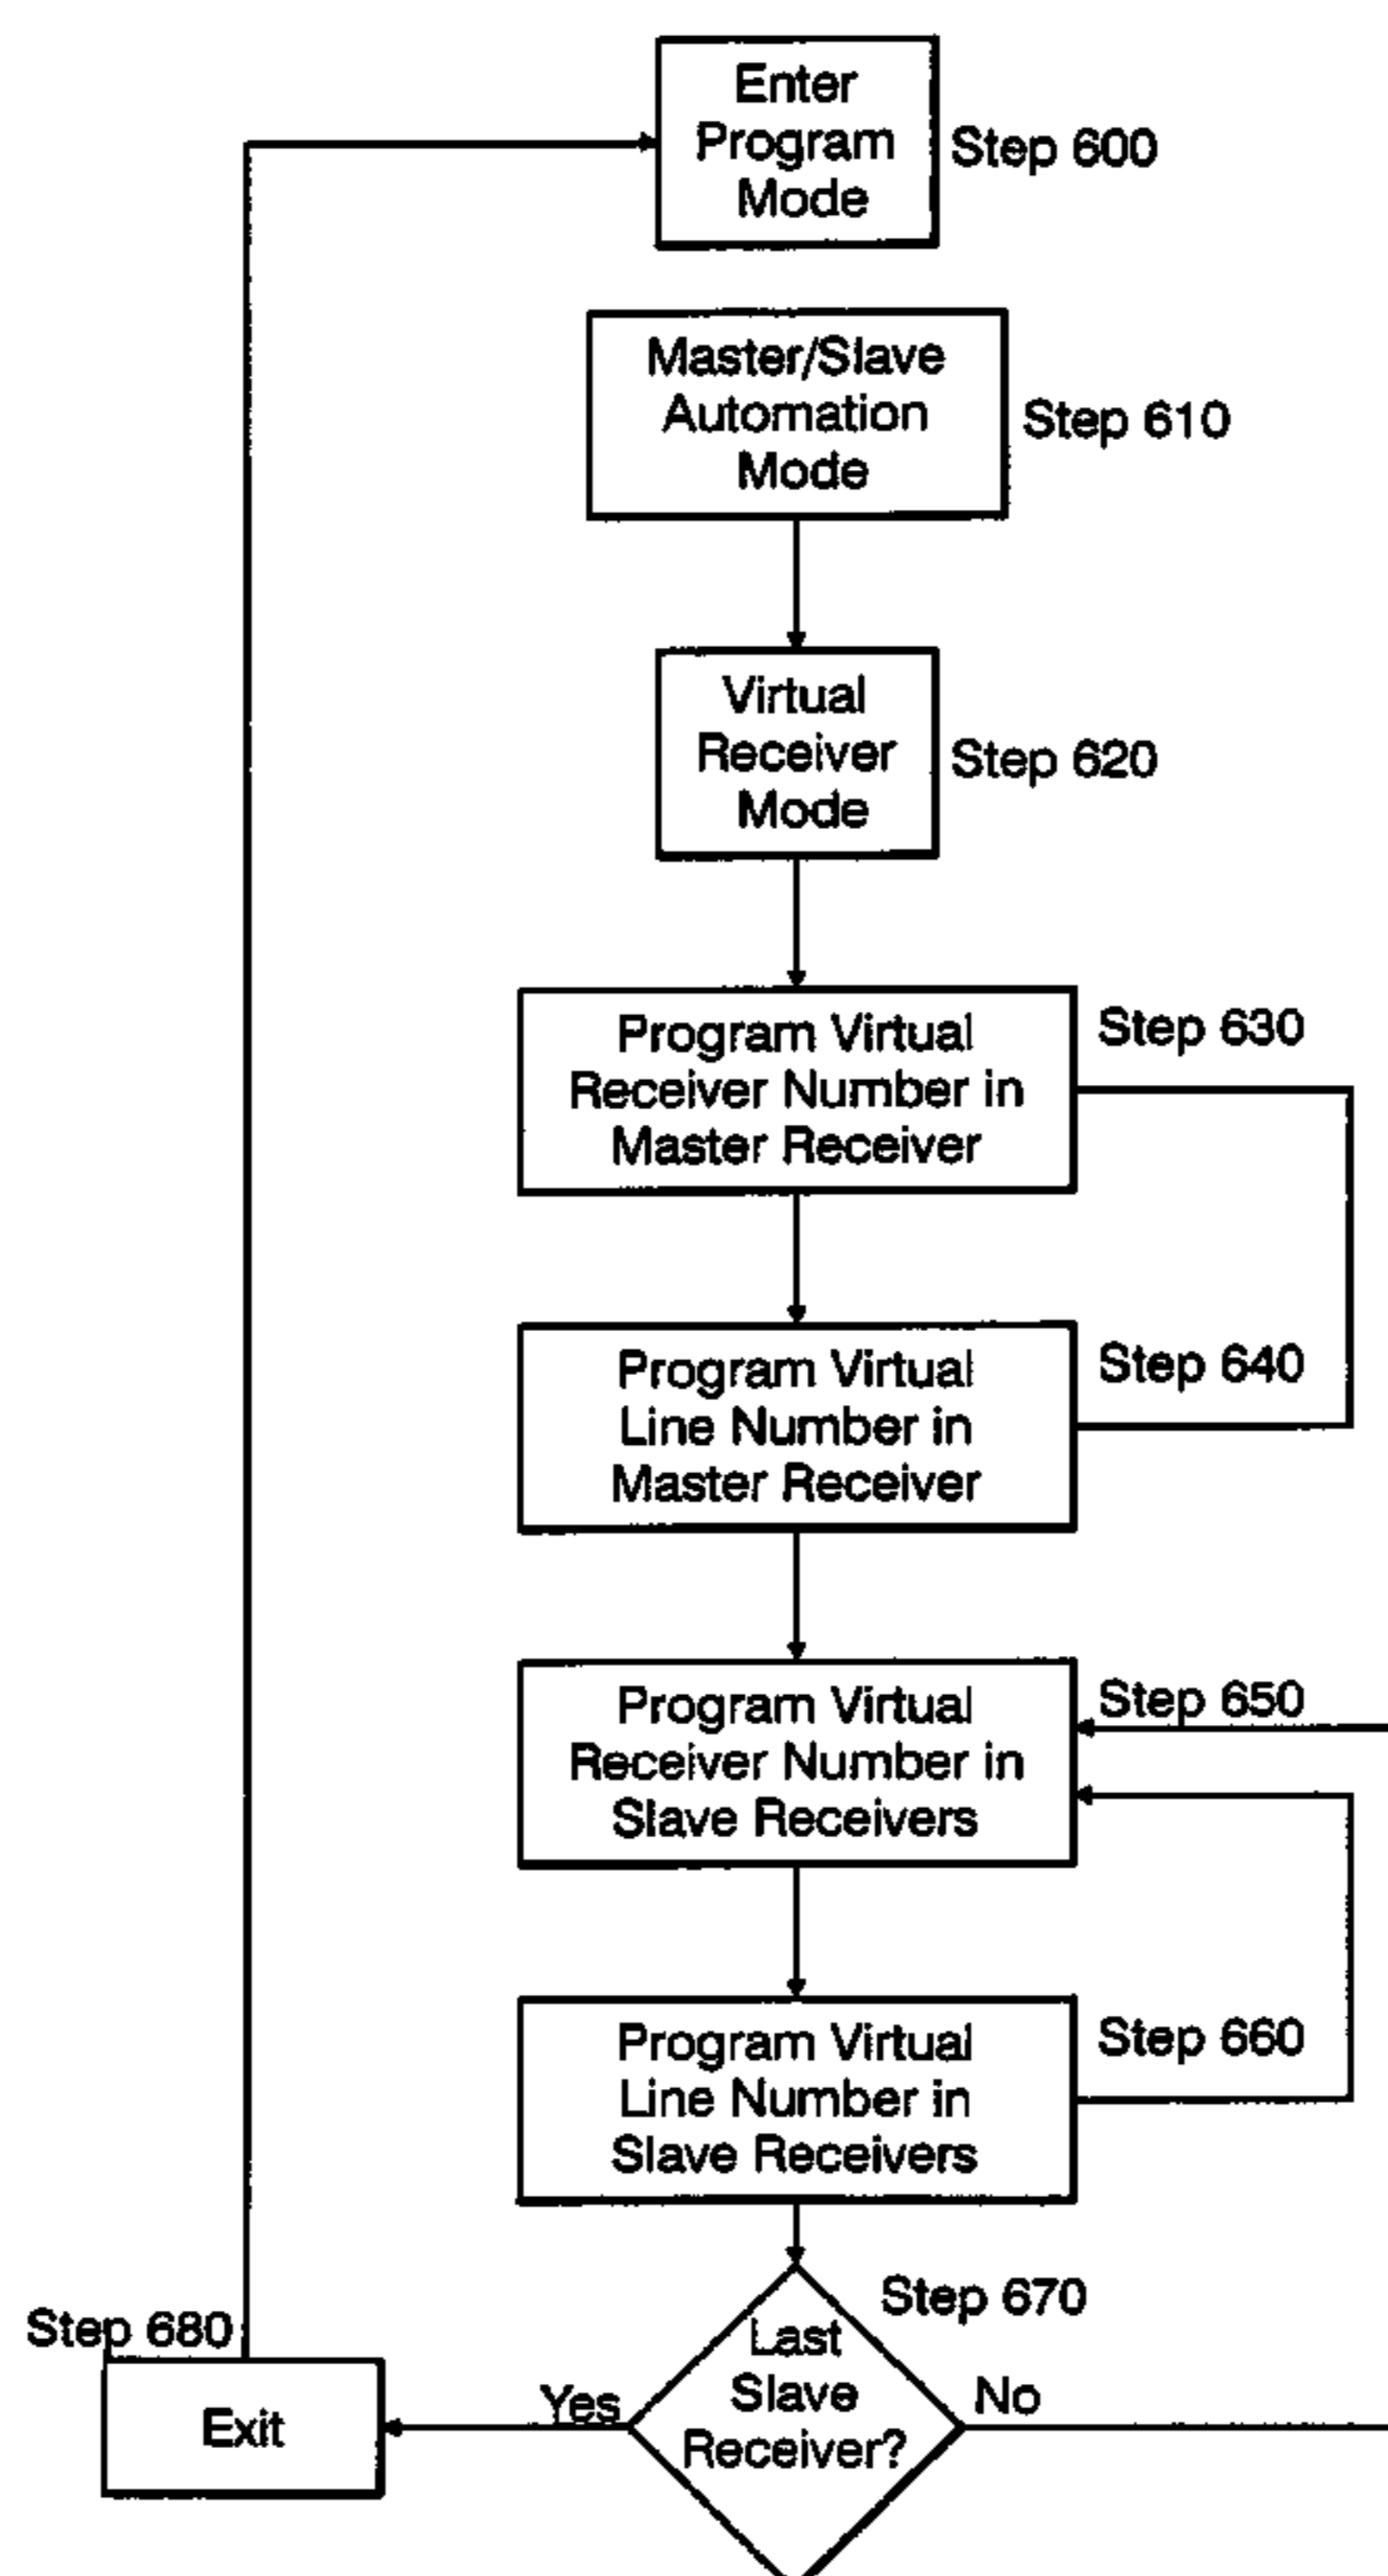 Enter
Program
Mode
Step 600
Master/Slave
Automation
Mode
Step 610
Virtual
Receiver
Mode
Step 620
Program Virtual
Receiver Number in
Master Receiver
Step 630
Program Virtual
Line Number in
Master Receiver
Step 640
Program Virtual
Receiver Number in
Slave Receivers
Step 650
Program Virtual
Line Number in
Slave Receivers
Step 660
Step 670
Last
Slave
Receiver?
Yes
No
Step 680
Exit